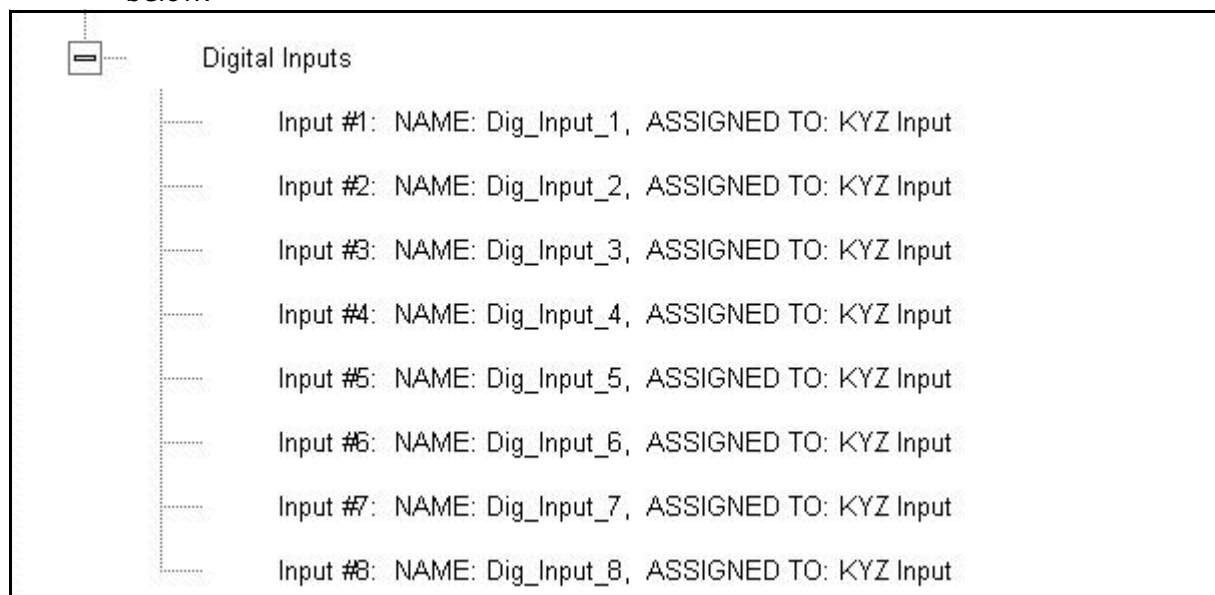 below.
Digital Inputs
Input #1: NAME: Dig_Input_1, ASSIGNED TO: KYZ Input
Input #2: NAME: Dig_Input_2, ASSIGNED TO: KYZ Input
Input #3: NAME: Dig_Input_3, ASSIGNED TO: KYZ Input
Input #4: NAME: Dig_Input_4, ASSIGNED TO: KYZ Input
Input #5: NAME: Dig_Input_5, ASSIGNED TO: KYZ Input
Input #6: NAME: Dig_Input_6, ASSIGNED TO: KYZ Input
Input #7: NAME: Dig_Input_7, ASSIGNED TO: KYZ Input
Input #8: NAME: Dig_Input_8, ASSIGNED TO: KYZ Input